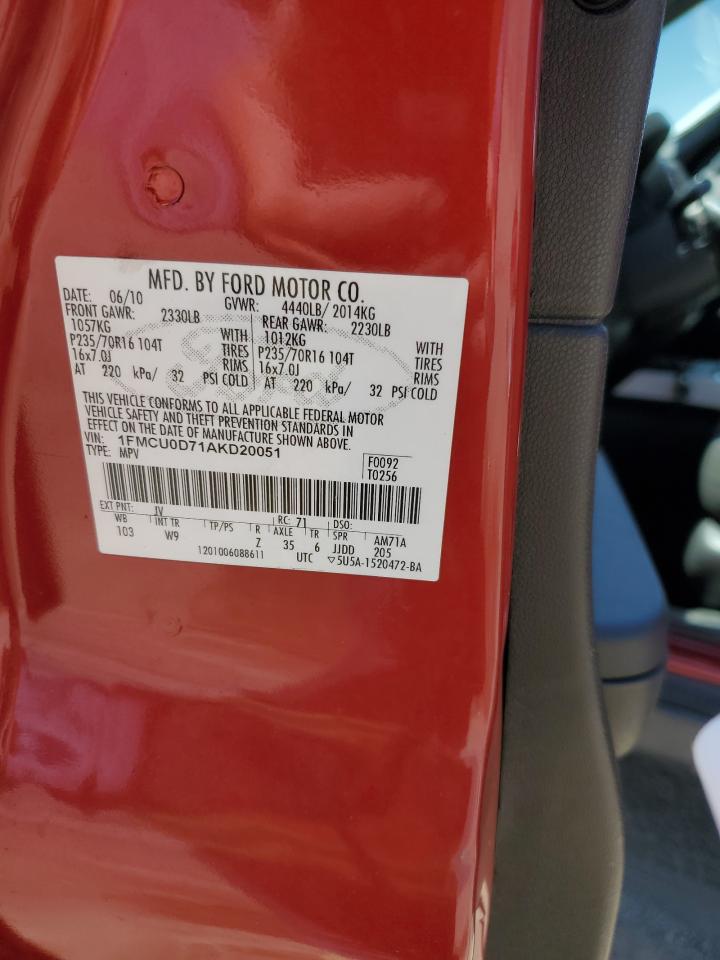 MFD. BY FORD MOTOR CO.
DATE: 06/10 GVWR: 4440LB/ 2014KG
FRONT GAWR: 2330LB REAR GAWR: 2230LB
1057KG WITH 1012KG WITH
P235/70R16 104T TIRES P235/70R16 104T TIRES
16x7.0J RIMS 16x7.0J RIMS
AT 220 kPa/ 32 PSI COLD AT 220 kPa/ 32 PSI COLD
THIS VEHICLE CONFORMS TO ALL APPLICABLE FEDERAL MOTOR
VEHICLE SAFETY AND THEFT PREVENTION STANDARDS IN
EFFECT ON THE DATE OF MANUFACTURE SHOWN ABOVE.
VIN: 1FMCU0D71AKD20051 F0092
TYPE: MPV T0256
EXT PNT: JV RC: 71 DSO:
WB INT TR TP/PS R AXLE TR SPR AM71A
103 W9 Z 35 6 JJDD 205
1201006088611 UTC ▽5U5A-1520472-BA
Ford